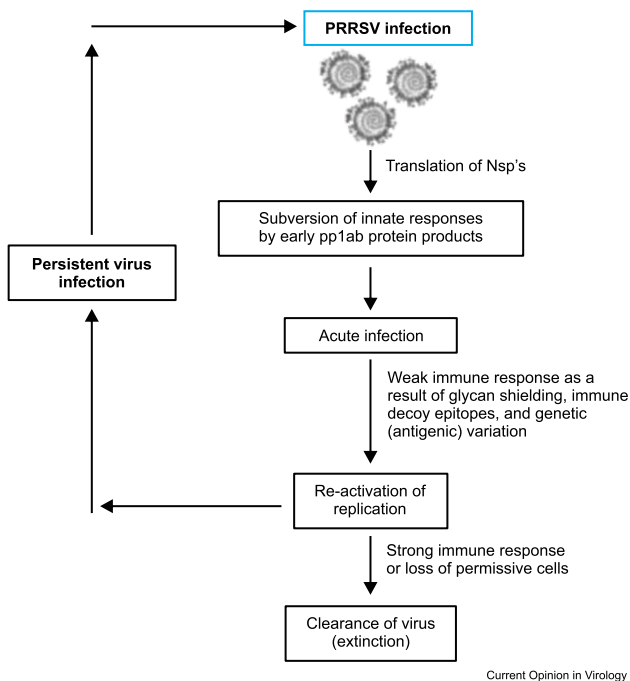 PRRSV infection
Translation of Nsp's
Subversion of innate responses
by early pp1ab protein products
Persistent virus
infection
Acute infection
Weak immune response as a
result of glycan shielding, immune
decoy epitopes, and genetic
(antigenic) variation
Re-activation of
replication
Strong immune response
or loss of permissive cells
Clearance of virus
(extinction)
Current Opinion in Virology